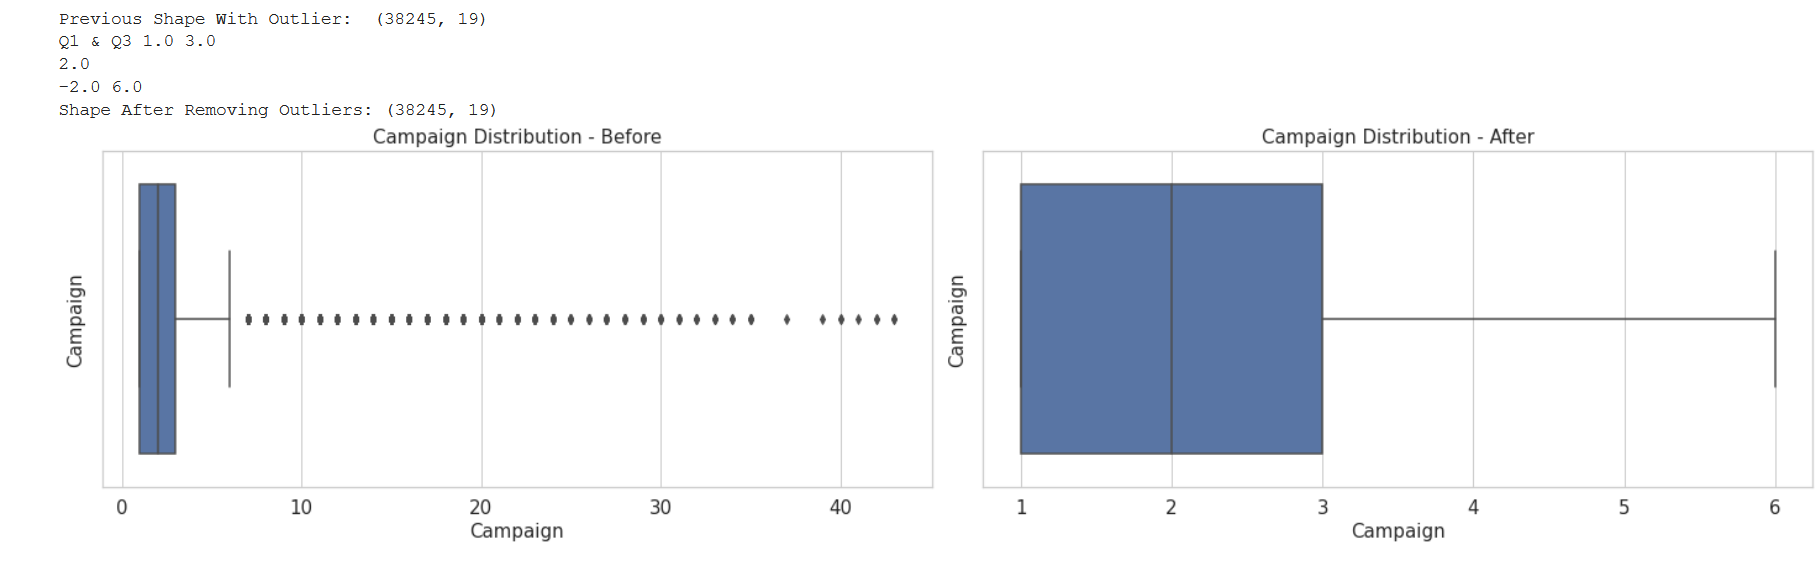 Previous Shape With Outlier:  (38245, 19)
Q1 & Q3 1.0 3.0
2.0
-2.0 6.0
Shape After Removing Outliers: (38245, 19)
Campaign Distribution - Before
Campaign
0 10 20 30 40
Campaign
Campaign Distribution - After
Campaign
1 2 3 4 5 6
Campaign